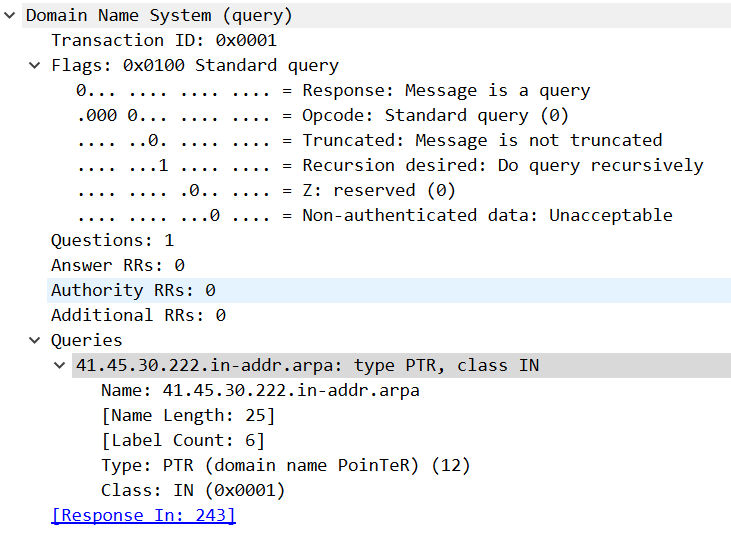 Domain Name System (query)
Transaction ID: 0x0001
Flags: 0x0100 Standard query
0... .... .... .... = Response: Message is a query
.000 0... .... .... = Opcode: Standard query (0)
.... ..0. .... .... = Truncated: Message is not truncated
.... ...1 .... .... = Recursion desired: Do query recursively
.... .... .0.. .... = Z: reserved (0)
.... .... ...0 .... = Non-authenticated data: Unacceptable
Questions: 1
Answer RRs: 0
Authority RRs: 0
Additional RRs: 0
Queries
41.45.30.222.in-addr.arpa: type PTR, class IN
Name: 41.45.30.222.in-addr.arpa
[Name Length: 25]
[Label Count: 6]
Type: PTR (domain name PoinTeR) (12)
Class: IN (0x0001)
[Response In: 243]